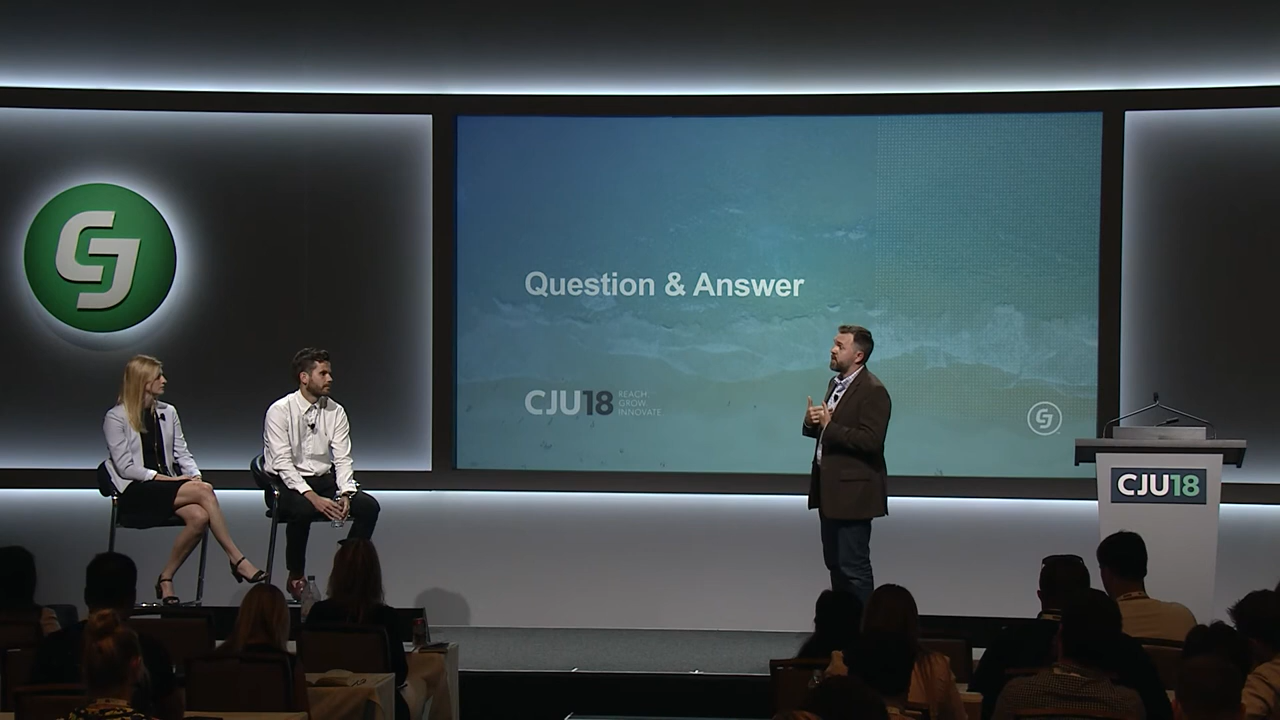 CJ
Question & Answer
CJU18
REACH.
GROW.
INNOVATE
CJ
CJU18